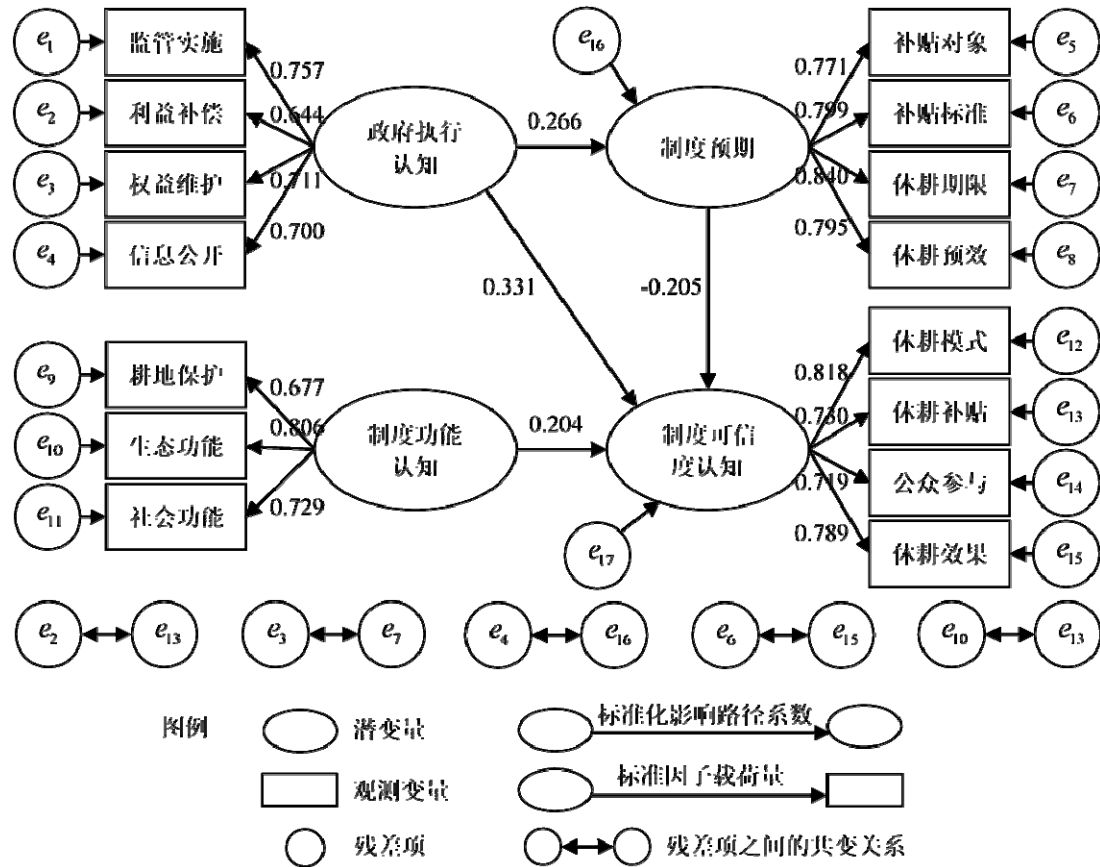 e1 监管实施
e2 利益补偿
e3 权益维护
e4 信息公开
0.757
0.644
0.711
0.700
政府执行
认知
0.266
e16
制度预期
0.771
0.799
0.840
0.795
补贴对象 e5
补贴标准 e6
休耕期限 e7
休耕预效 e8
0.331
-0.205
e9 耕地保护
e10 生态功能
e11 社会功能
0.677
0.806
0.729
制度功能
认知
0.204
制度可信
度认知
e17
0.818
0.730
0.719
0.789
休耕模式 e12
休耕补贴 e13
公众参与 e14
休耕效果 e15
e2 e13 e3 e7 e4 e16 e6 e15 e10 e13
图例 潜变量 标准化影响路径系数
观测变量 标准因子载荷量
残差项 残差项之间的共变关系